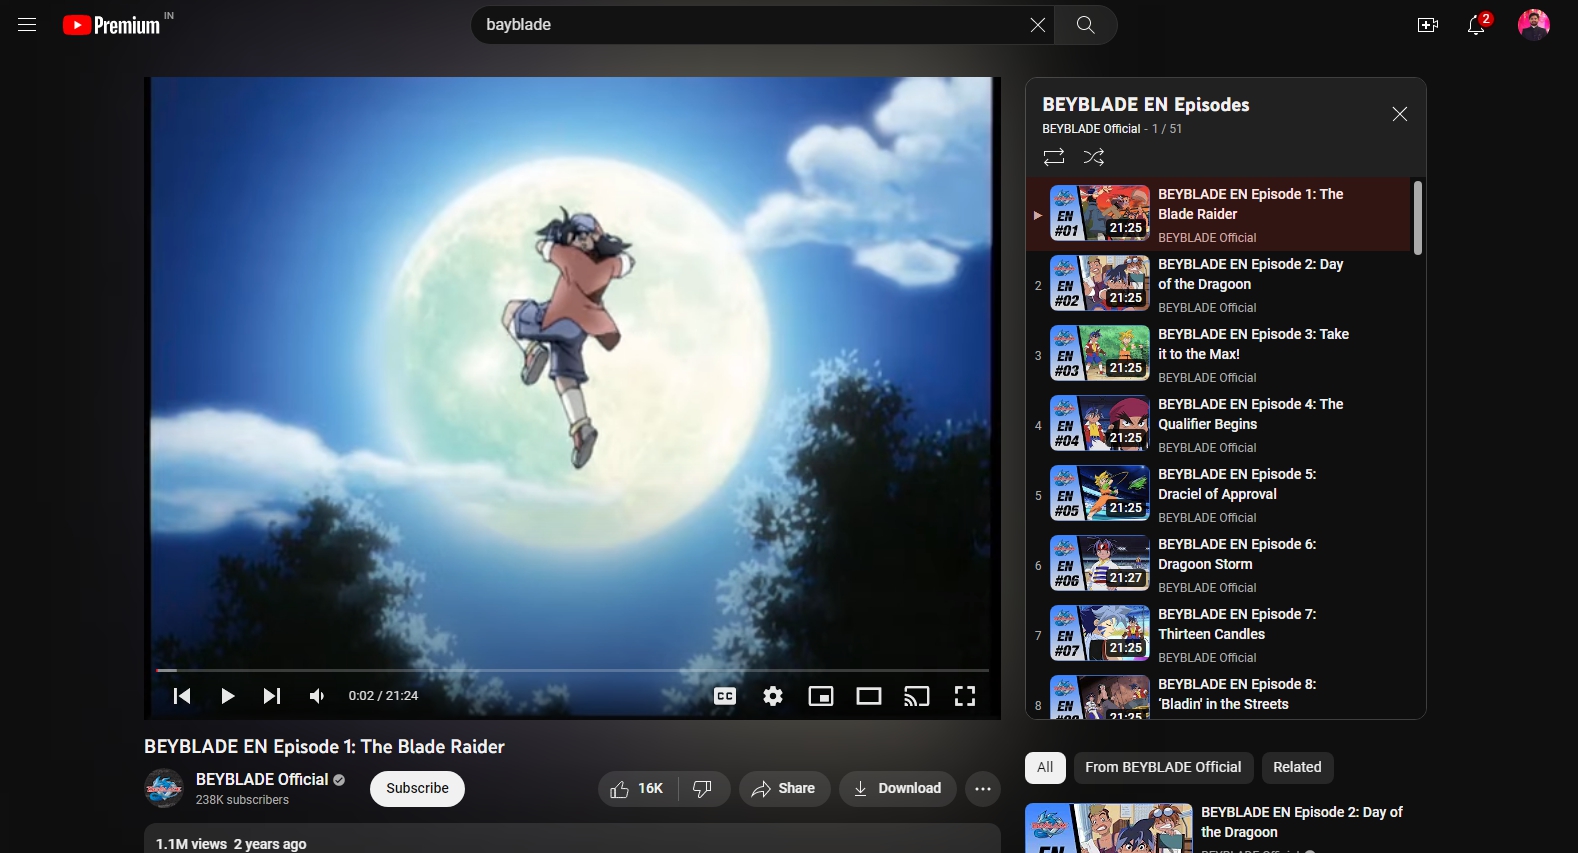 Premium IN
bayblade
2
BEYBLADE EN Episodes
BEYBLADE Official - 1 / 51
EN
#01
21:25
BEYBLADE EN Episode 1: The
Blade Raider
BEYBLADE Official
2
EN
#02
21:25
BEYBLADE EN Episode 2: Day
of the Dragoon
BEYBLADE Official
3
EN
#03
21:25
BEYBLADE EN Episode 3: Take
it to the Max!
BEYBLADE Official
4
EN
#04
21:25
BEYBLADE EN Episode 4: The
Qualifier Begins
BEYBLADE Official
5
EN
#05
21:25
BEYBLADE EN Episode 5:
Draciel of Approval
BEYBLADE Official
6
EN
#06
21:27
BEYBLADE EN Episode 6:
Dragoon Storm
BEYBLADE Official
7
EN
#07
21:25
BEYBLADE EN Episode 7:
Thirteen Candles
BEYBLADE Official
8
EN
21:25
BEYBLADE EN Episode 8:
‘Bladin' in the Streets
0:02 / 21:24
CC
BEYBLADE EN Episode 1: The Blade Raider
BEYBLADE Official
238K subscribers
Subscribe
16K
Share
Download
1.1M views 2 years ago
All
From BEYBLADE Official
Related
BEYBLADE EN Episode 2: Day of
the Dragoon